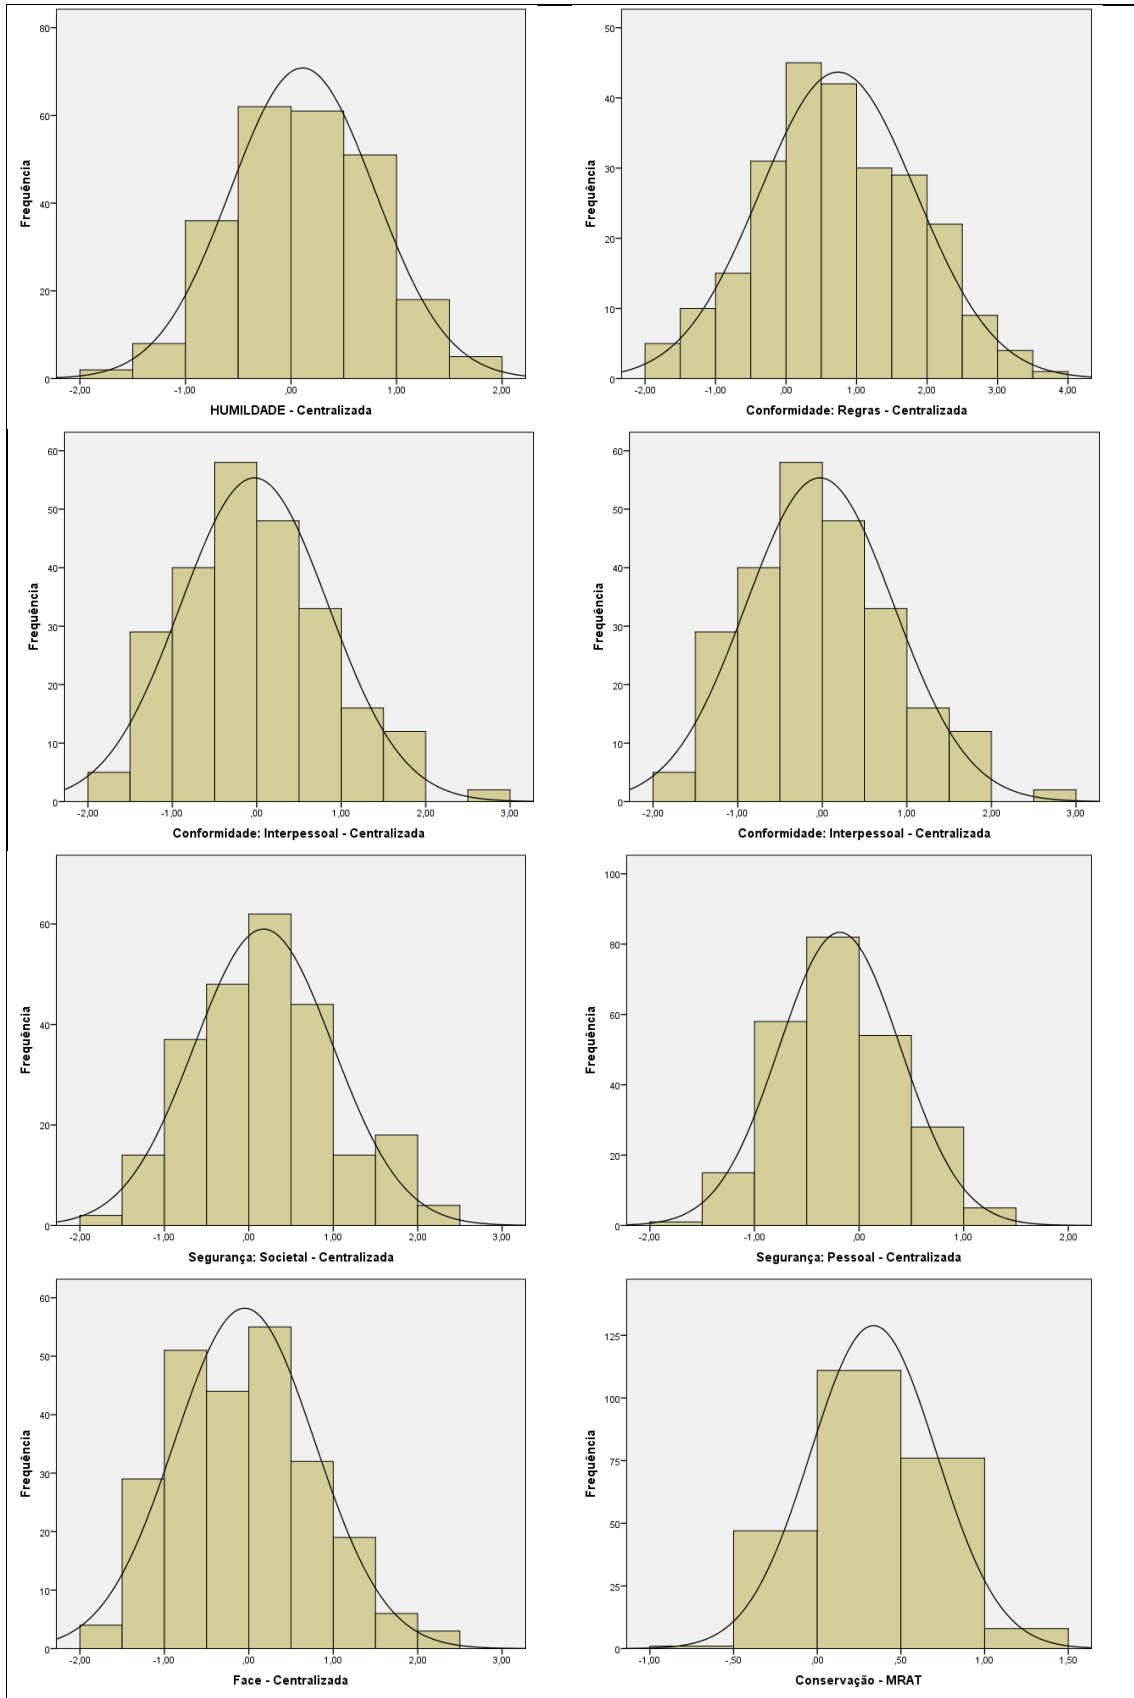 80
60
40
20
0
Frequência
-2,00 -1,00 ,00 1,00 2,00
HUMILDADE - Centralizada
50
40
30
20
10
0
Frequência
-2,00 -1,00 ,00 1,00 2,00 3,00 4,00
Conformidade: Regras - Centralizada
60
50
40
30
20
10
0
Frequência
-2,00 -1,00 ,00 1,00 2,00 3,00
Conformidade: Interpessoal - Centralizada
60
50
40
30
20
10
0
Frequência
-2,00 -1,00 ,00 1,00 2,00 3,00
Conformidade: Interpessoal - Centralizada
60
40
20
0
Frequência
-2,00 -1,00 ,00 1,00 2,00 3,00
Segurança: Societal - Centralizada
100
80
60
40
20
0
Frequência
-2,00 -1,00 ,00 1,00 2,00
Segurança: Pessoal - Centralizada
60
50
40
30
20
10
0
Frequência
-2,00 -1,00 ,00 1,00 2,00 3,00
Face - Centralizada
125
100
75
50
25
0
Frequência
-1,00 -,50 ,00 ,50 1,00 1,50
Conservação - MRAT